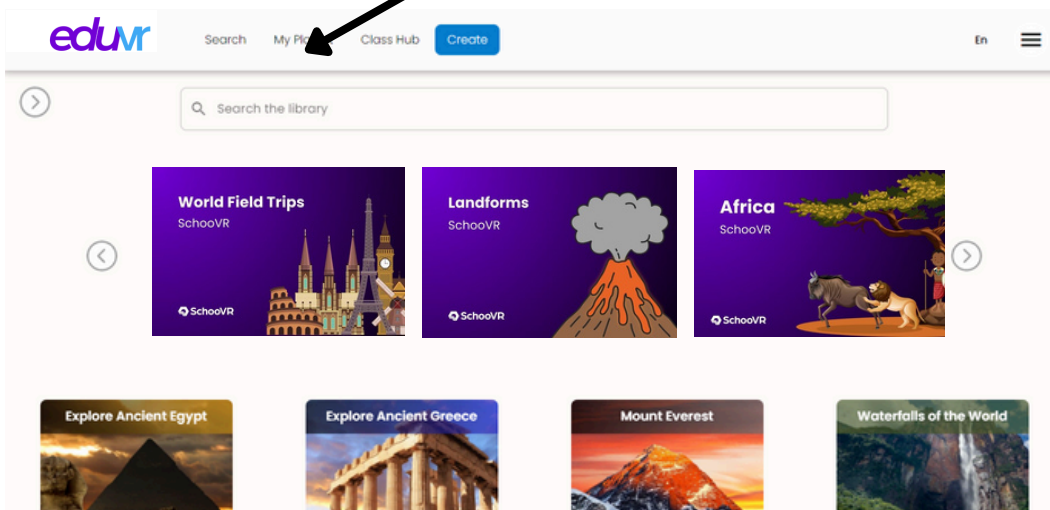 eduvr
Search My Class Hub Create En
Search the library
World Field Trips
SchooVR
SchooVR
Landforms
SchooVR
SchooVR
Africa
SchooVR
SchooVR
Explore Ancient Egypt
Explore Ancient Greece
Mount Everest
Waterfalls of the World